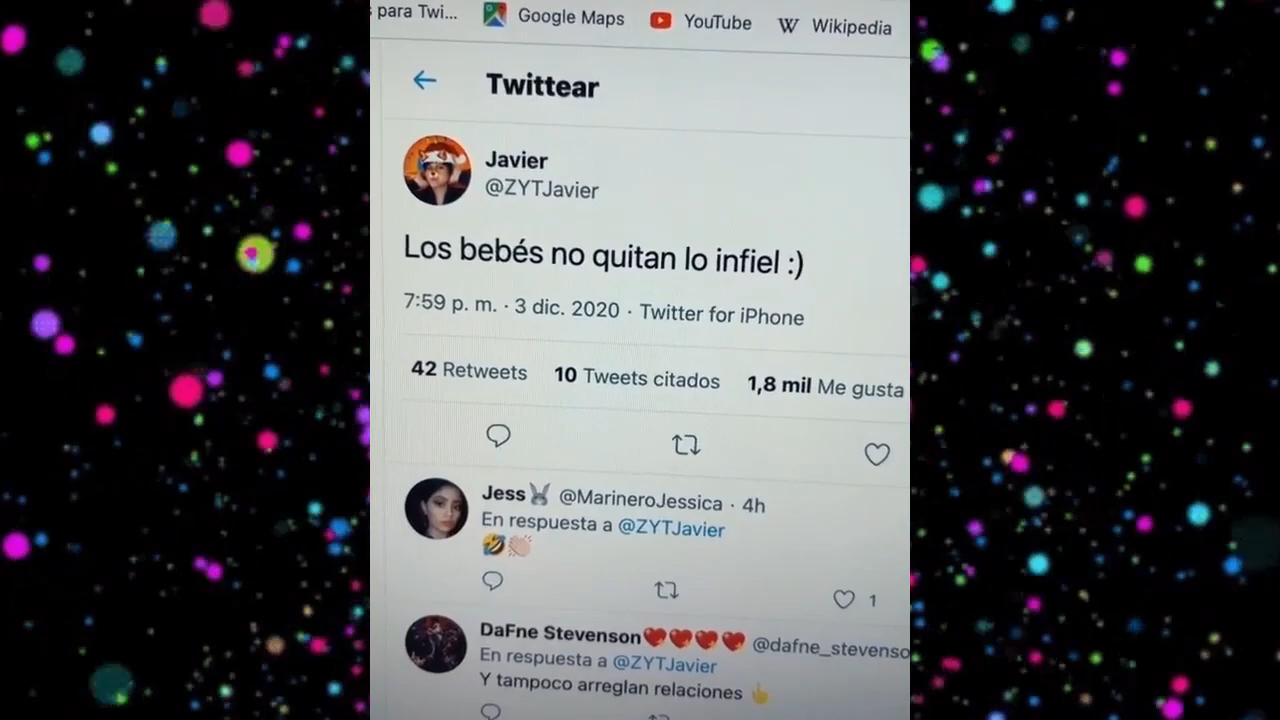 para Twi...
Google Maps
YouTube
W Wikipedia
Twittear
Javier
@ZYTJavier
Los bebés no quitan lo infiel :)
7:59 p. m. · 3 dic. 2020 · Twitter for iPhone
42 Retweets 10 Tweets citados 1,8 mil Me gusta
Jess🐰 @MarineroJessica · 4h
En respuesta a @ZYTJavier
🤣👏🏻
1
DaFne Stevenson💖💖💖💖 @dafne_stevenso
En respuesta a @ZYTJavier
Y tampoco arreglan relaciones 👆